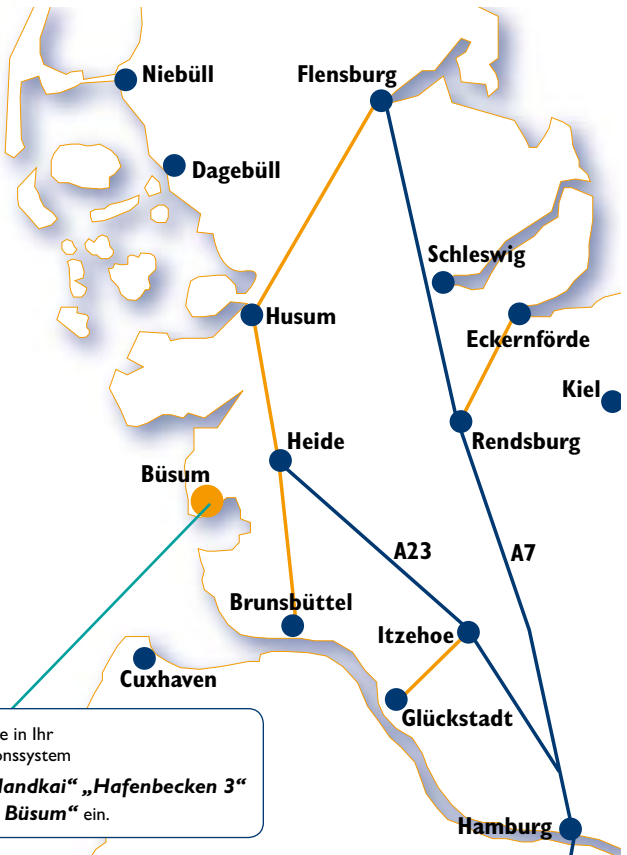 Niebüll
Flensburg
Dagebüll
Schleswig
Husum
Eckernförde
Kiel
Heide
Rendsburg
Büsum
A23
A7
Brunsbüttel
Itzehoe
Cuxhaven
Glückstadt
e in Ihr
onssystem
landkai“ „Hafenbecken 3“
Büsum“ ein.
Hamburg